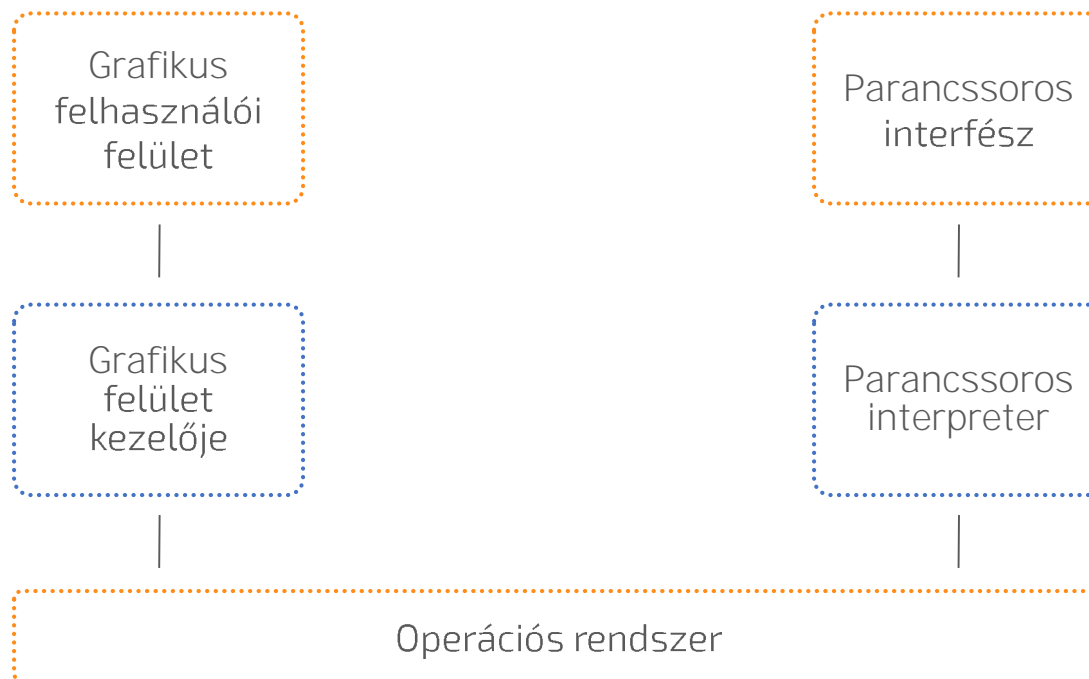 Grafikus
felhasználói
felület
Parancssoros
interfész
Grafikus
felület
kezelője
Parancssoros
interpreter
Operációs rendszer